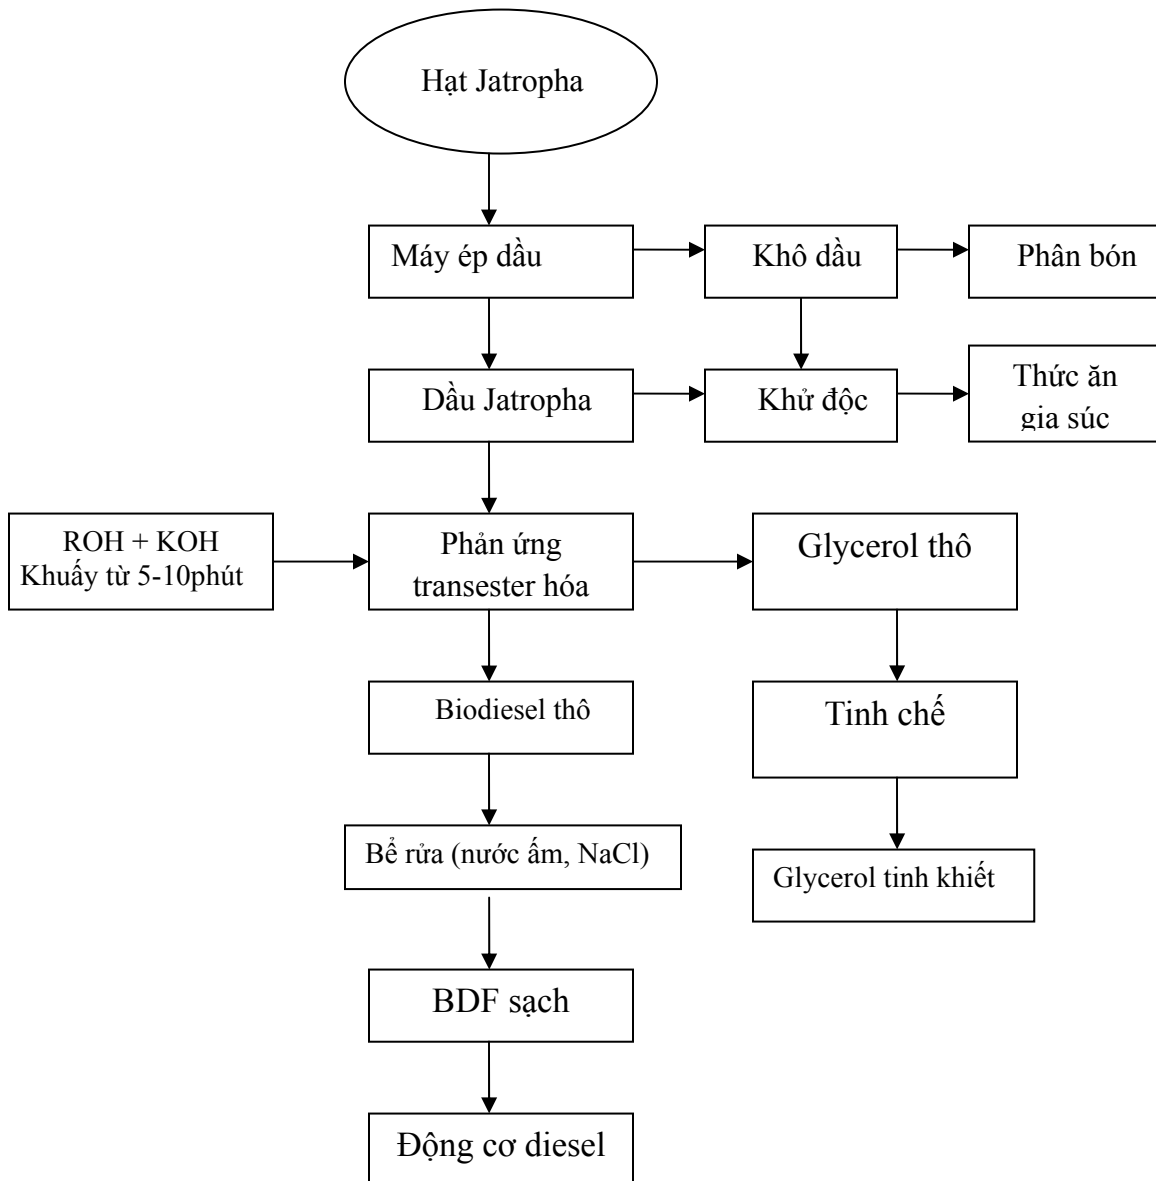 Hạt Jatropha
Máy ép dầu
Khô dầu
Phân bón
Dầu Jatropha
Khử độc
Thức ăn
gia súc
ROH + KOH
Khuấy từ 5-10phút
Phản ứng
transester hóa
Glycerol thô
Biodiesel thô
Tinh chế
Bể rửa (nước ấm, NaCl)
Glycerol tinh khiết
BDF sạch
Động cơ diesel